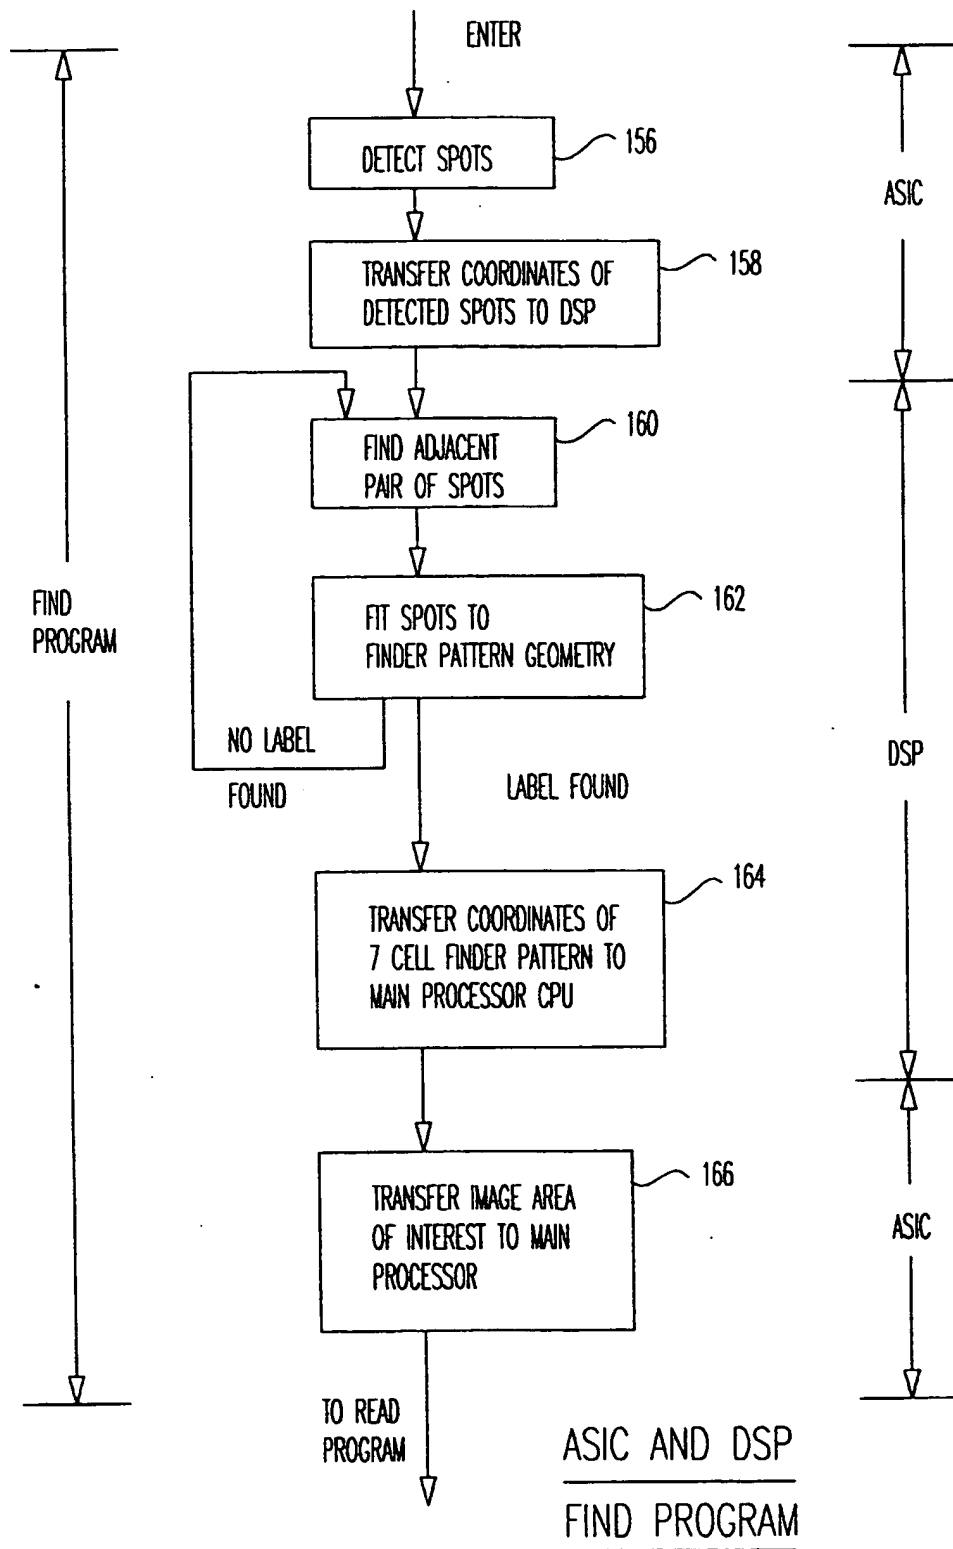 ENTER
DETECT SPOTS
156
ASIC
TRANSFER COORDINATES OF
DETECTED SPOTS TO DSP
158
FIND ADJACENT
PAIR OF SPOTS
160
FIND
PROGRAM
FIT SPOTS TO
FINDER PATTERN GEOMETRY
162
NO LABEL
FOUND
LABEL FOUND
DSP
TRANSFER COORDINATES OF
7 CELL FINDER PATTERN TO
MAIN PROCESSOR CPU
164
TRANSFER IMAGE AREA
OF INTEREST TO MAIN
PROCESSOR
166
ASIC
TO READ
PROGRAM
ASIC AND DSP
FIND PROGRAM